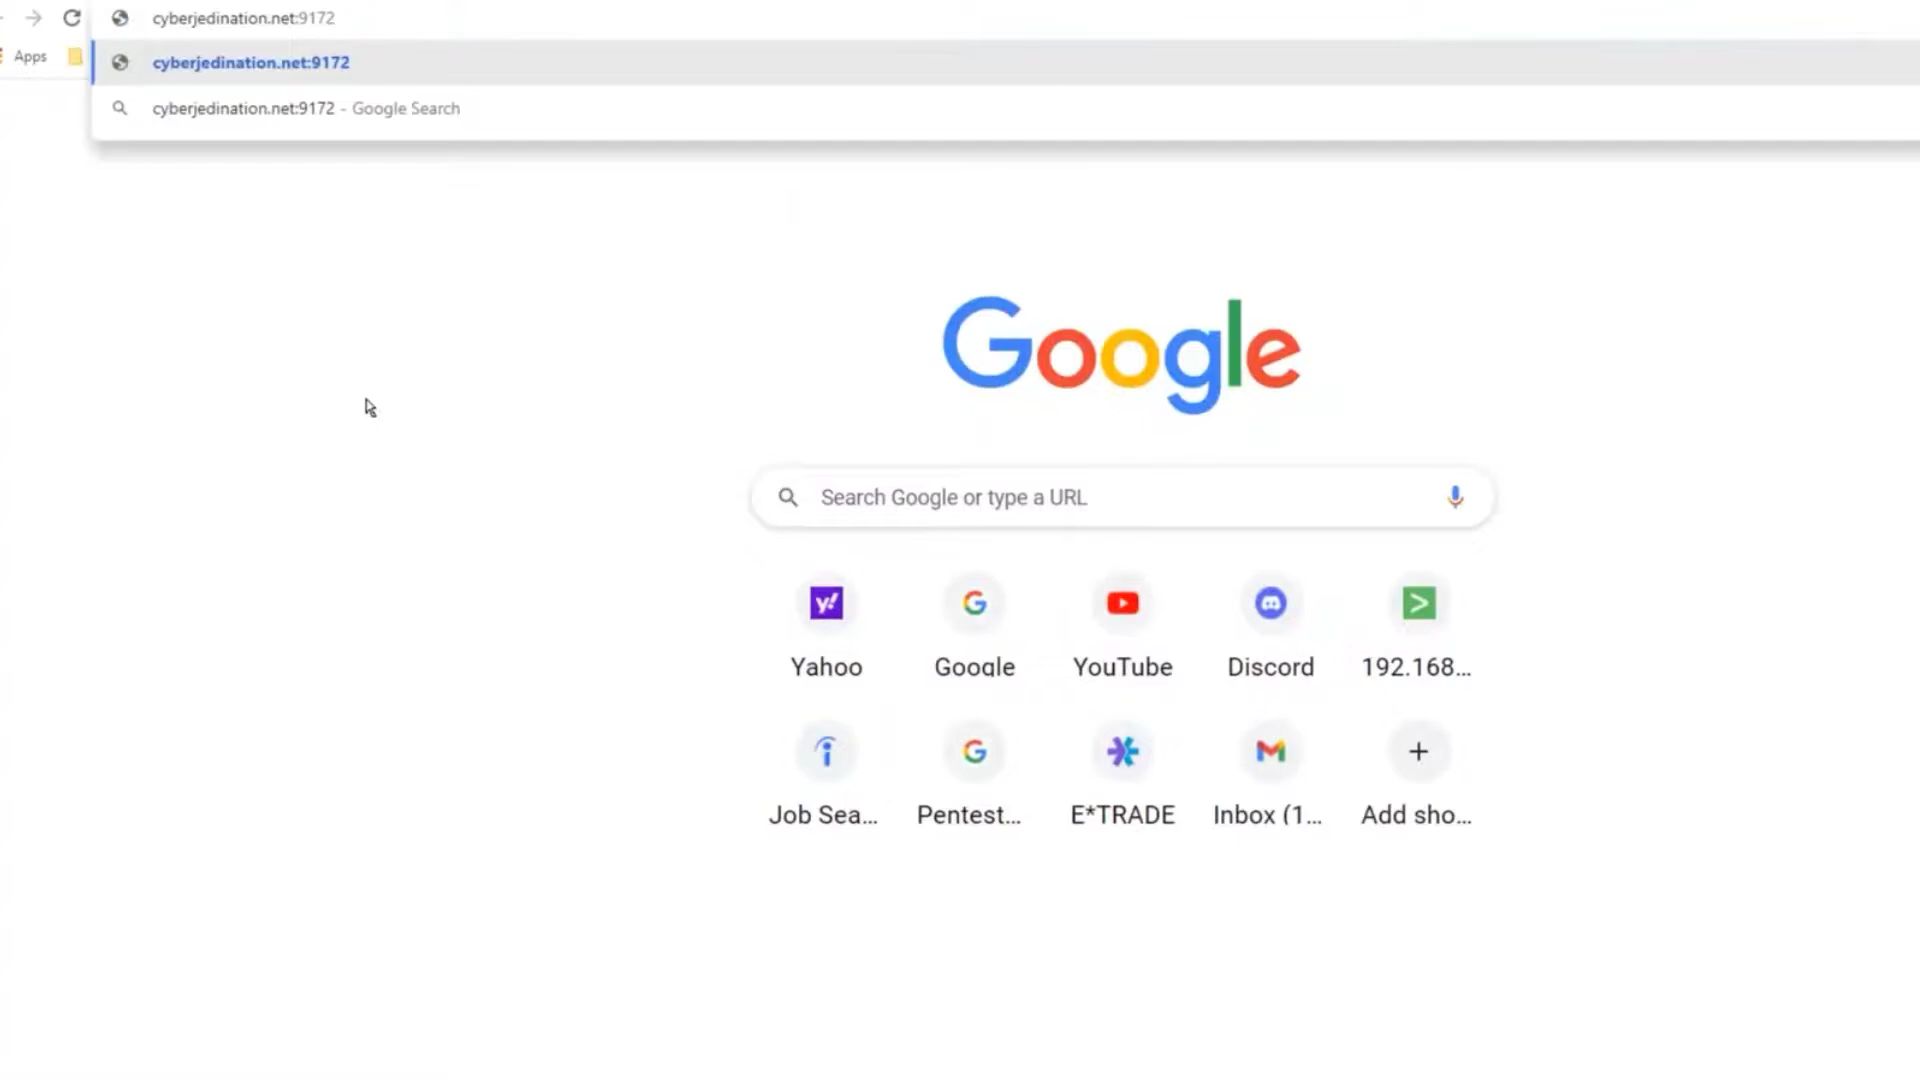 cyberjedination.net:9172
Apps
cyberjedination.net:9172
cyberjedination.net:9172 - Google Search
Google
Search Google or type a URL
Yahoo
Google
YouTube
Discord
192.168...
Job Sea...
Pentest...
E*TRADE
Inbox (1...
Add sho...